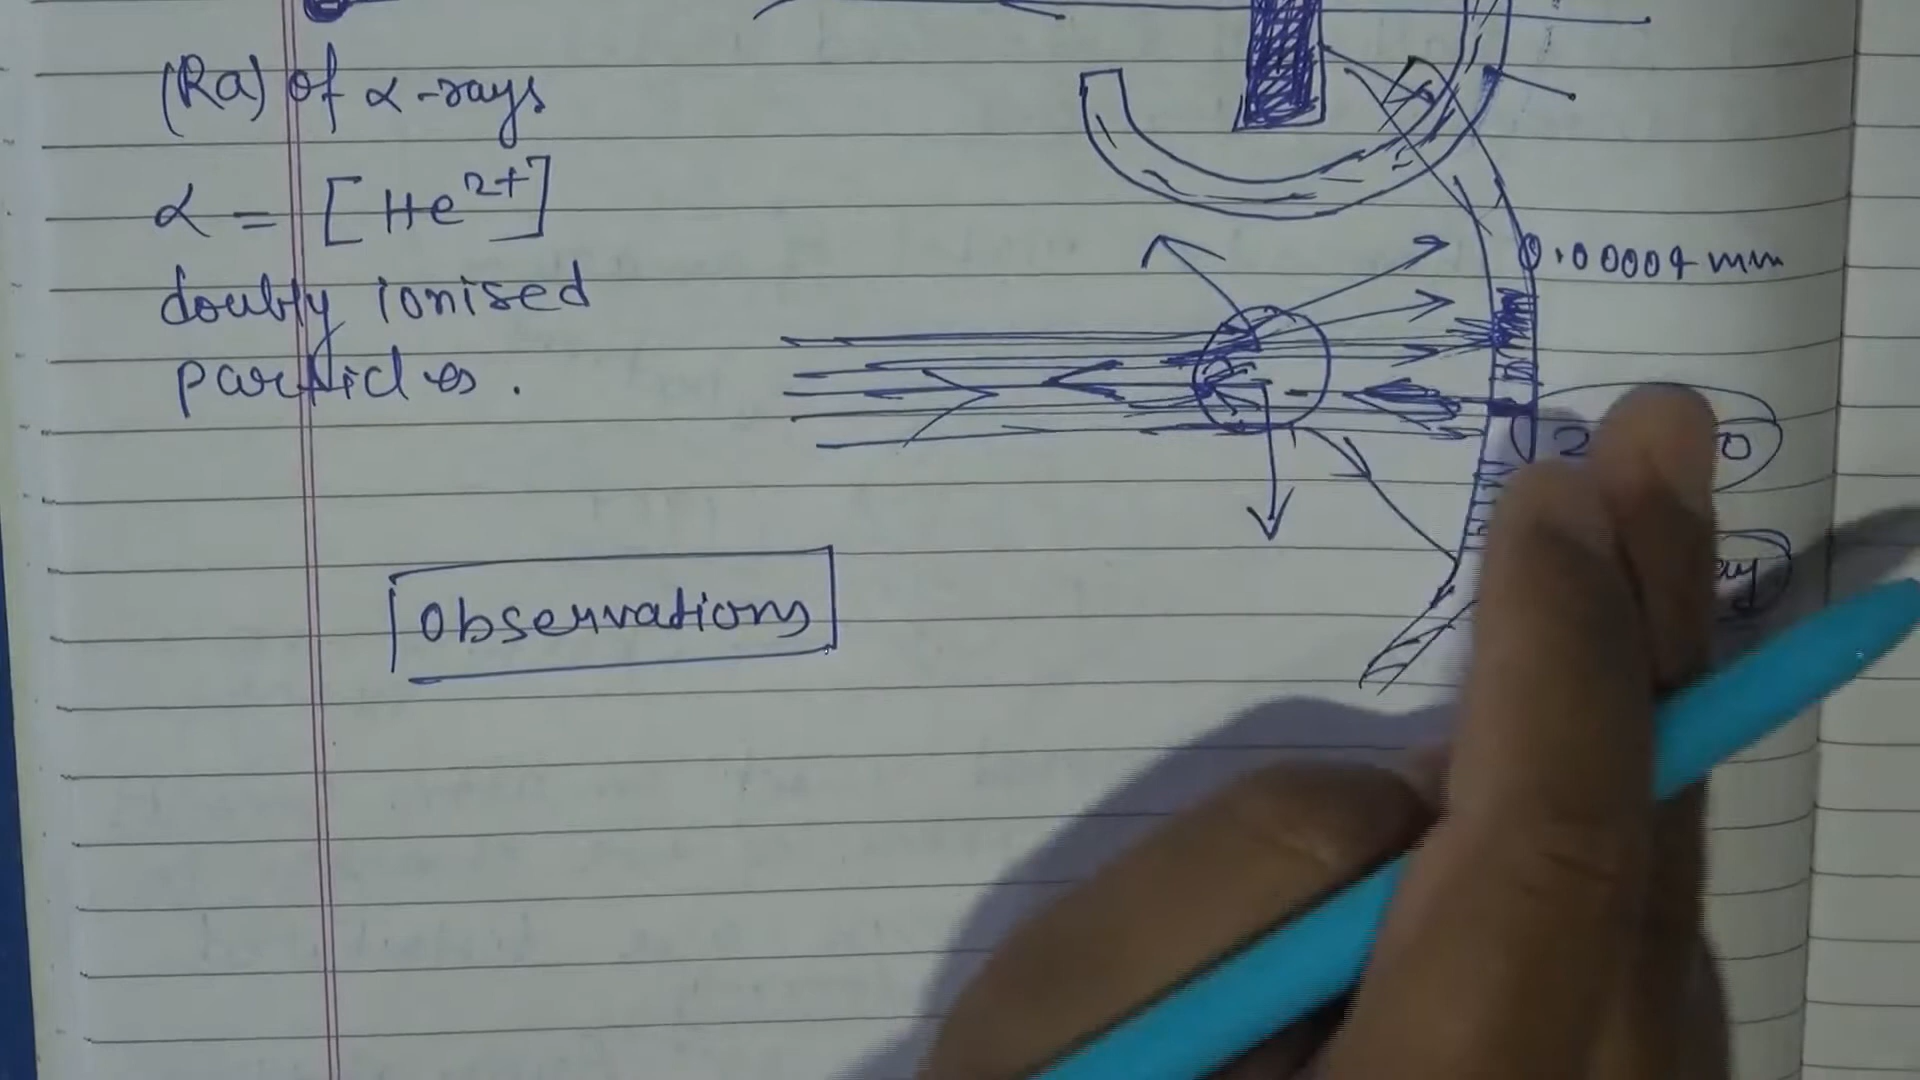 (Ra) of α-rays
α = [He²⁺]
doubly ionised
particles.
0.00004 mm
Observations